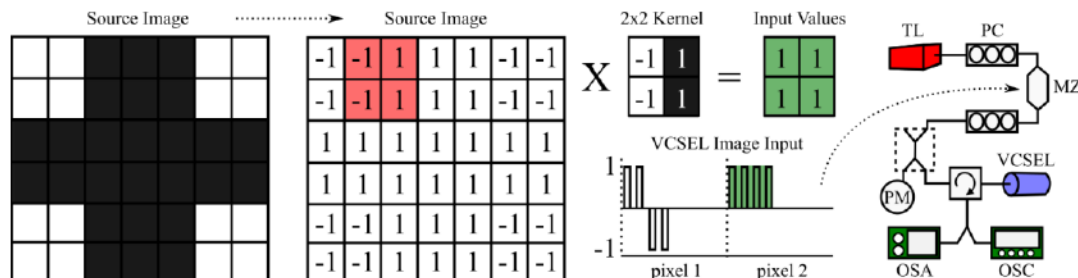 Source Image
Source Image
-1 -1 1 1 1 -1 -1
-1 -1 1 1 1 -1 -1
1 1 1 1 1 1 1
1 1 1 1 1 1 1
-1 -1 1 1 1 -1 -1
-1 -1 1 1 1 -1 -1
X
2x2 Kernel
-1 1
-1 1
=
Input Values
1 1
1 1
VCSEL Image Input
1
-1
pixel 1
pixel 2
TL
PC
MZ
VCSEL
PM
OSA
OSC